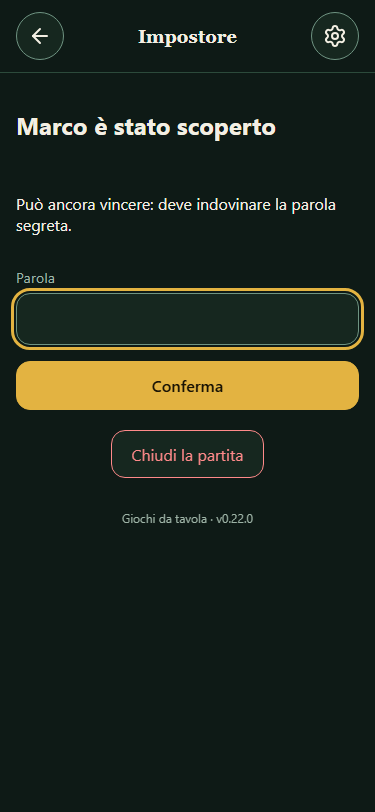 Impostore
Marco è stato scoperto
Può ancora vincere: deve indovinare la parola
segreta.
Parola
Conferma
Chiudi la partita
Giochi da tavola · v0.22.0